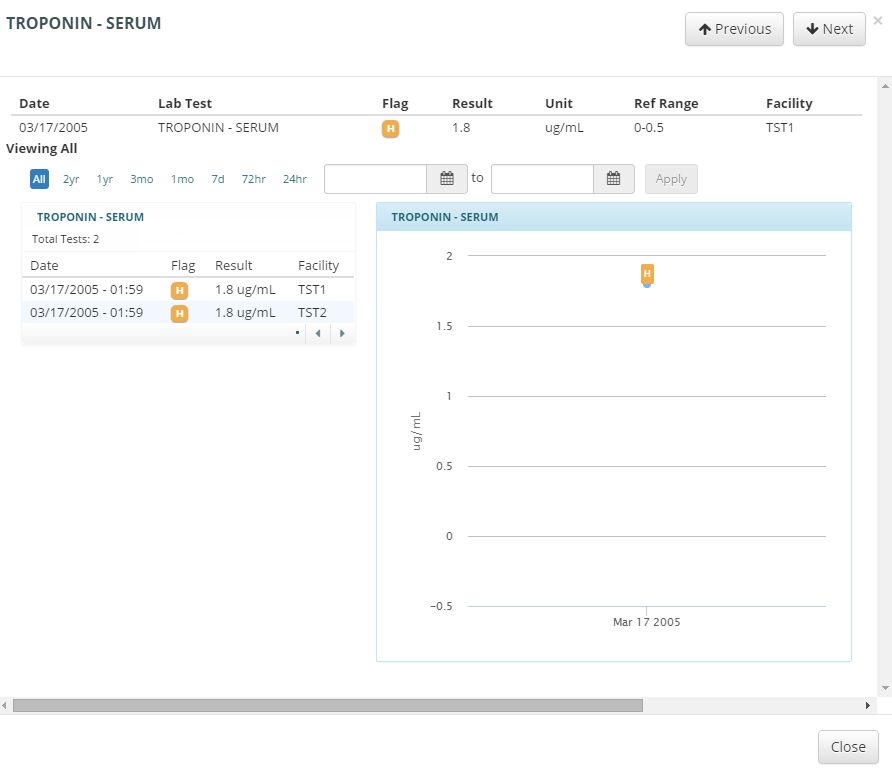 TROPONIN - SERUM
Previous
Next
×
Date Lab Test Flag Result Unit Ref Range Facility
03/17/2005 TROPONIN - SERUM H 1.8 ug/mL 0-0.5 TST1
Viewing All
All 2yr 1yr 3mo 1mo 7d 72hr 24hr to Apply
TROPONIN - SERUM
Total Tests: 2
Date Flag Result Facility
03/17/2005 - 01:59 H 1.8 ug/mL TST1
03/17/2005 - 01:59 H 1.8 ug/mL TST2
TROPONIN - SERUM
2
H
1.5
1
ug/mL
0.5
0
−0.5
Mar 17 2005
Close